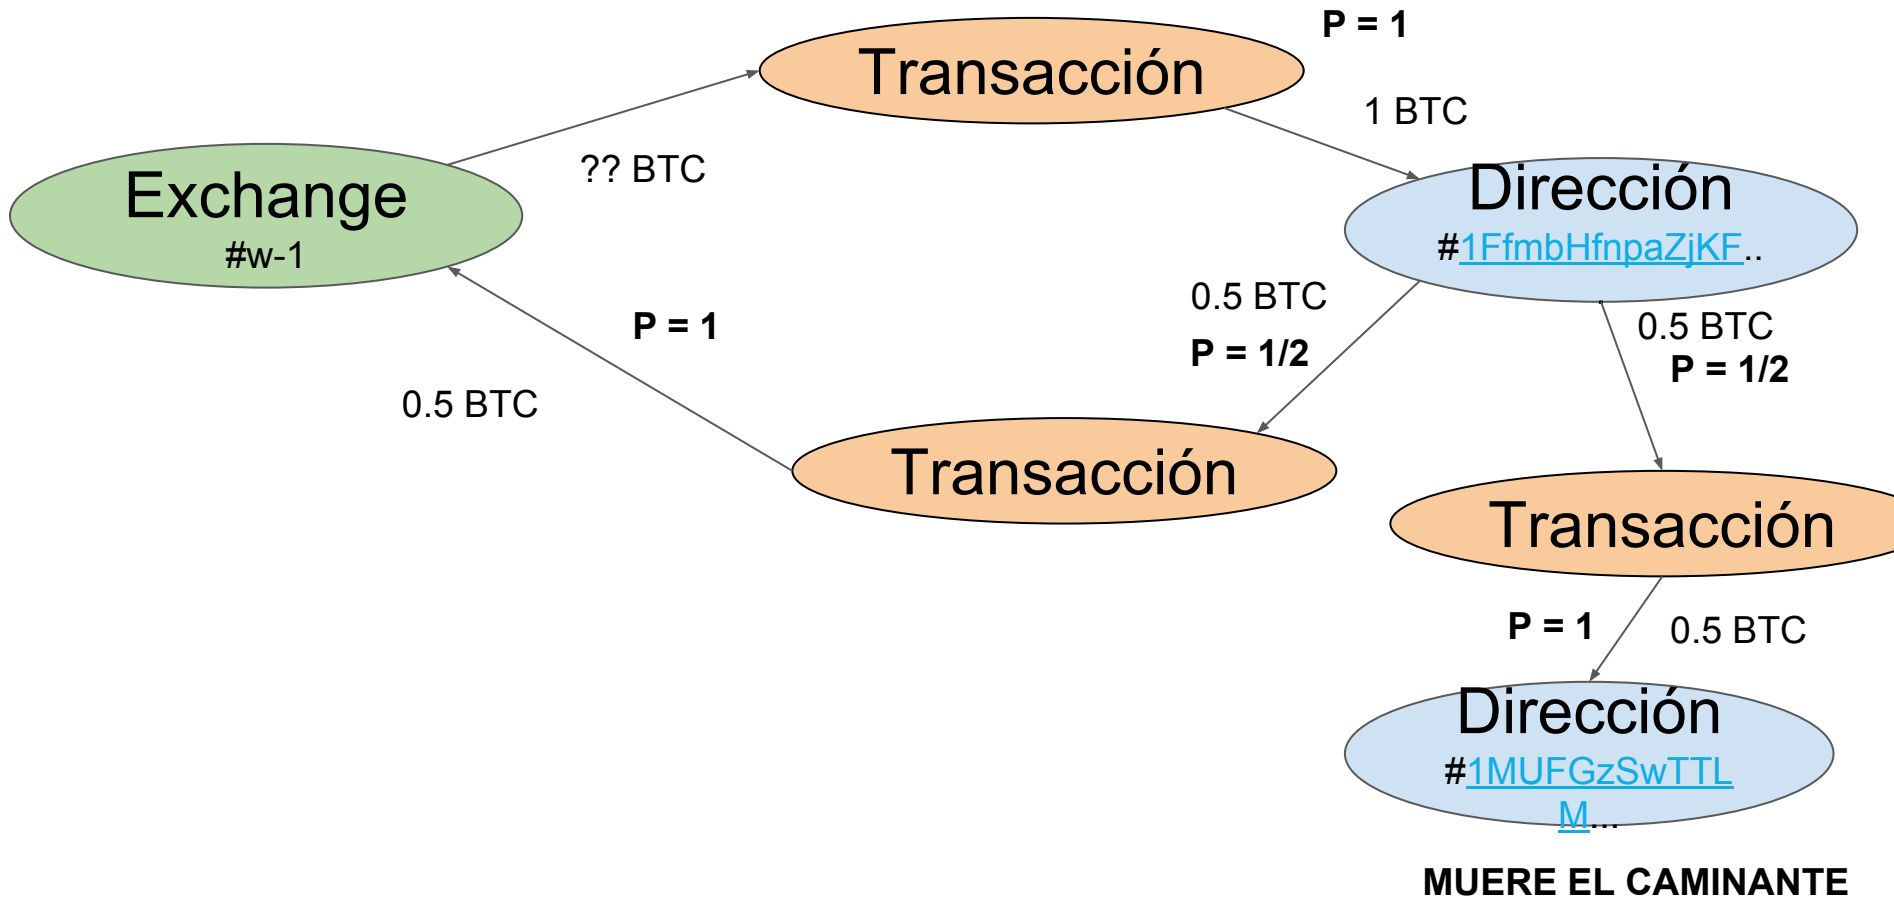 P = 1
Transacción
1 BTC
?? BTC
Exchange
#w-1
Dirección
#1FfmbHfnpaZjKF..
0.5 BTC
P = 1/2
0.5 BTC
P = 1/2
P = 1
0.5 BTC
Transacción
Transacción
P = 1
0.5 BTC
Dirección
#1MUFGzSwTTL
M...
MUERE EL CAMINANTE